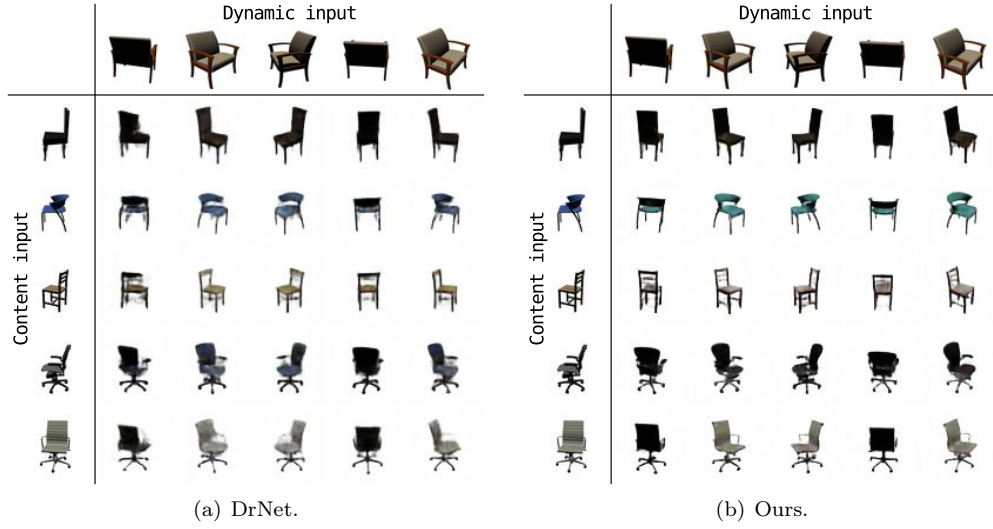 Dynamic input
Content input
(a) DrNet.
Dynamic input
Content input
(b) Ours.